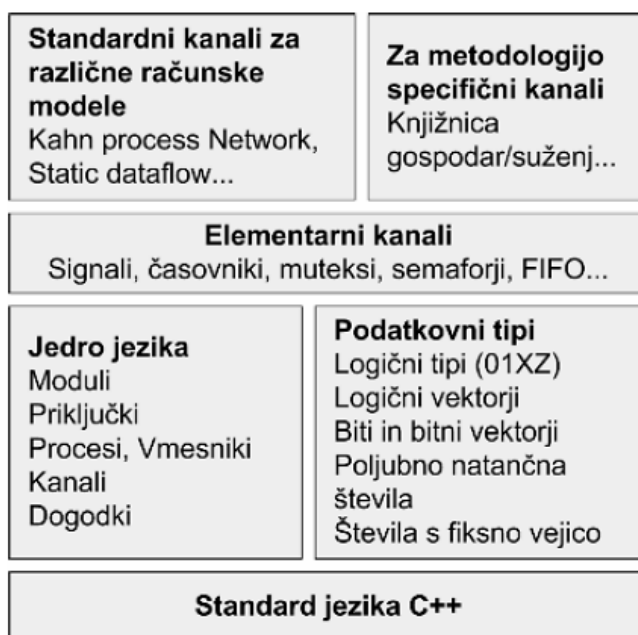 Standardni kanali za
različne računske
modele
Kahn process Network,
Static dataflow...
Za metodologijo
specifični kanali
Knjižnica
gospodar/suženj...
Elementarni kanali
Signali, časovniki, muteksi, semaforji, FIFO...
Jedro jezika
Moduli
Priključki
Procesi, Vmesniki
Kanali
Dogodki
Podatkovni tipi
Logični tipi (01XZ)
Logični vektorji
Biti in bitni vektorji
Poljubno natančna
števila
Števila s fiksno vejico
Standard jezika C++